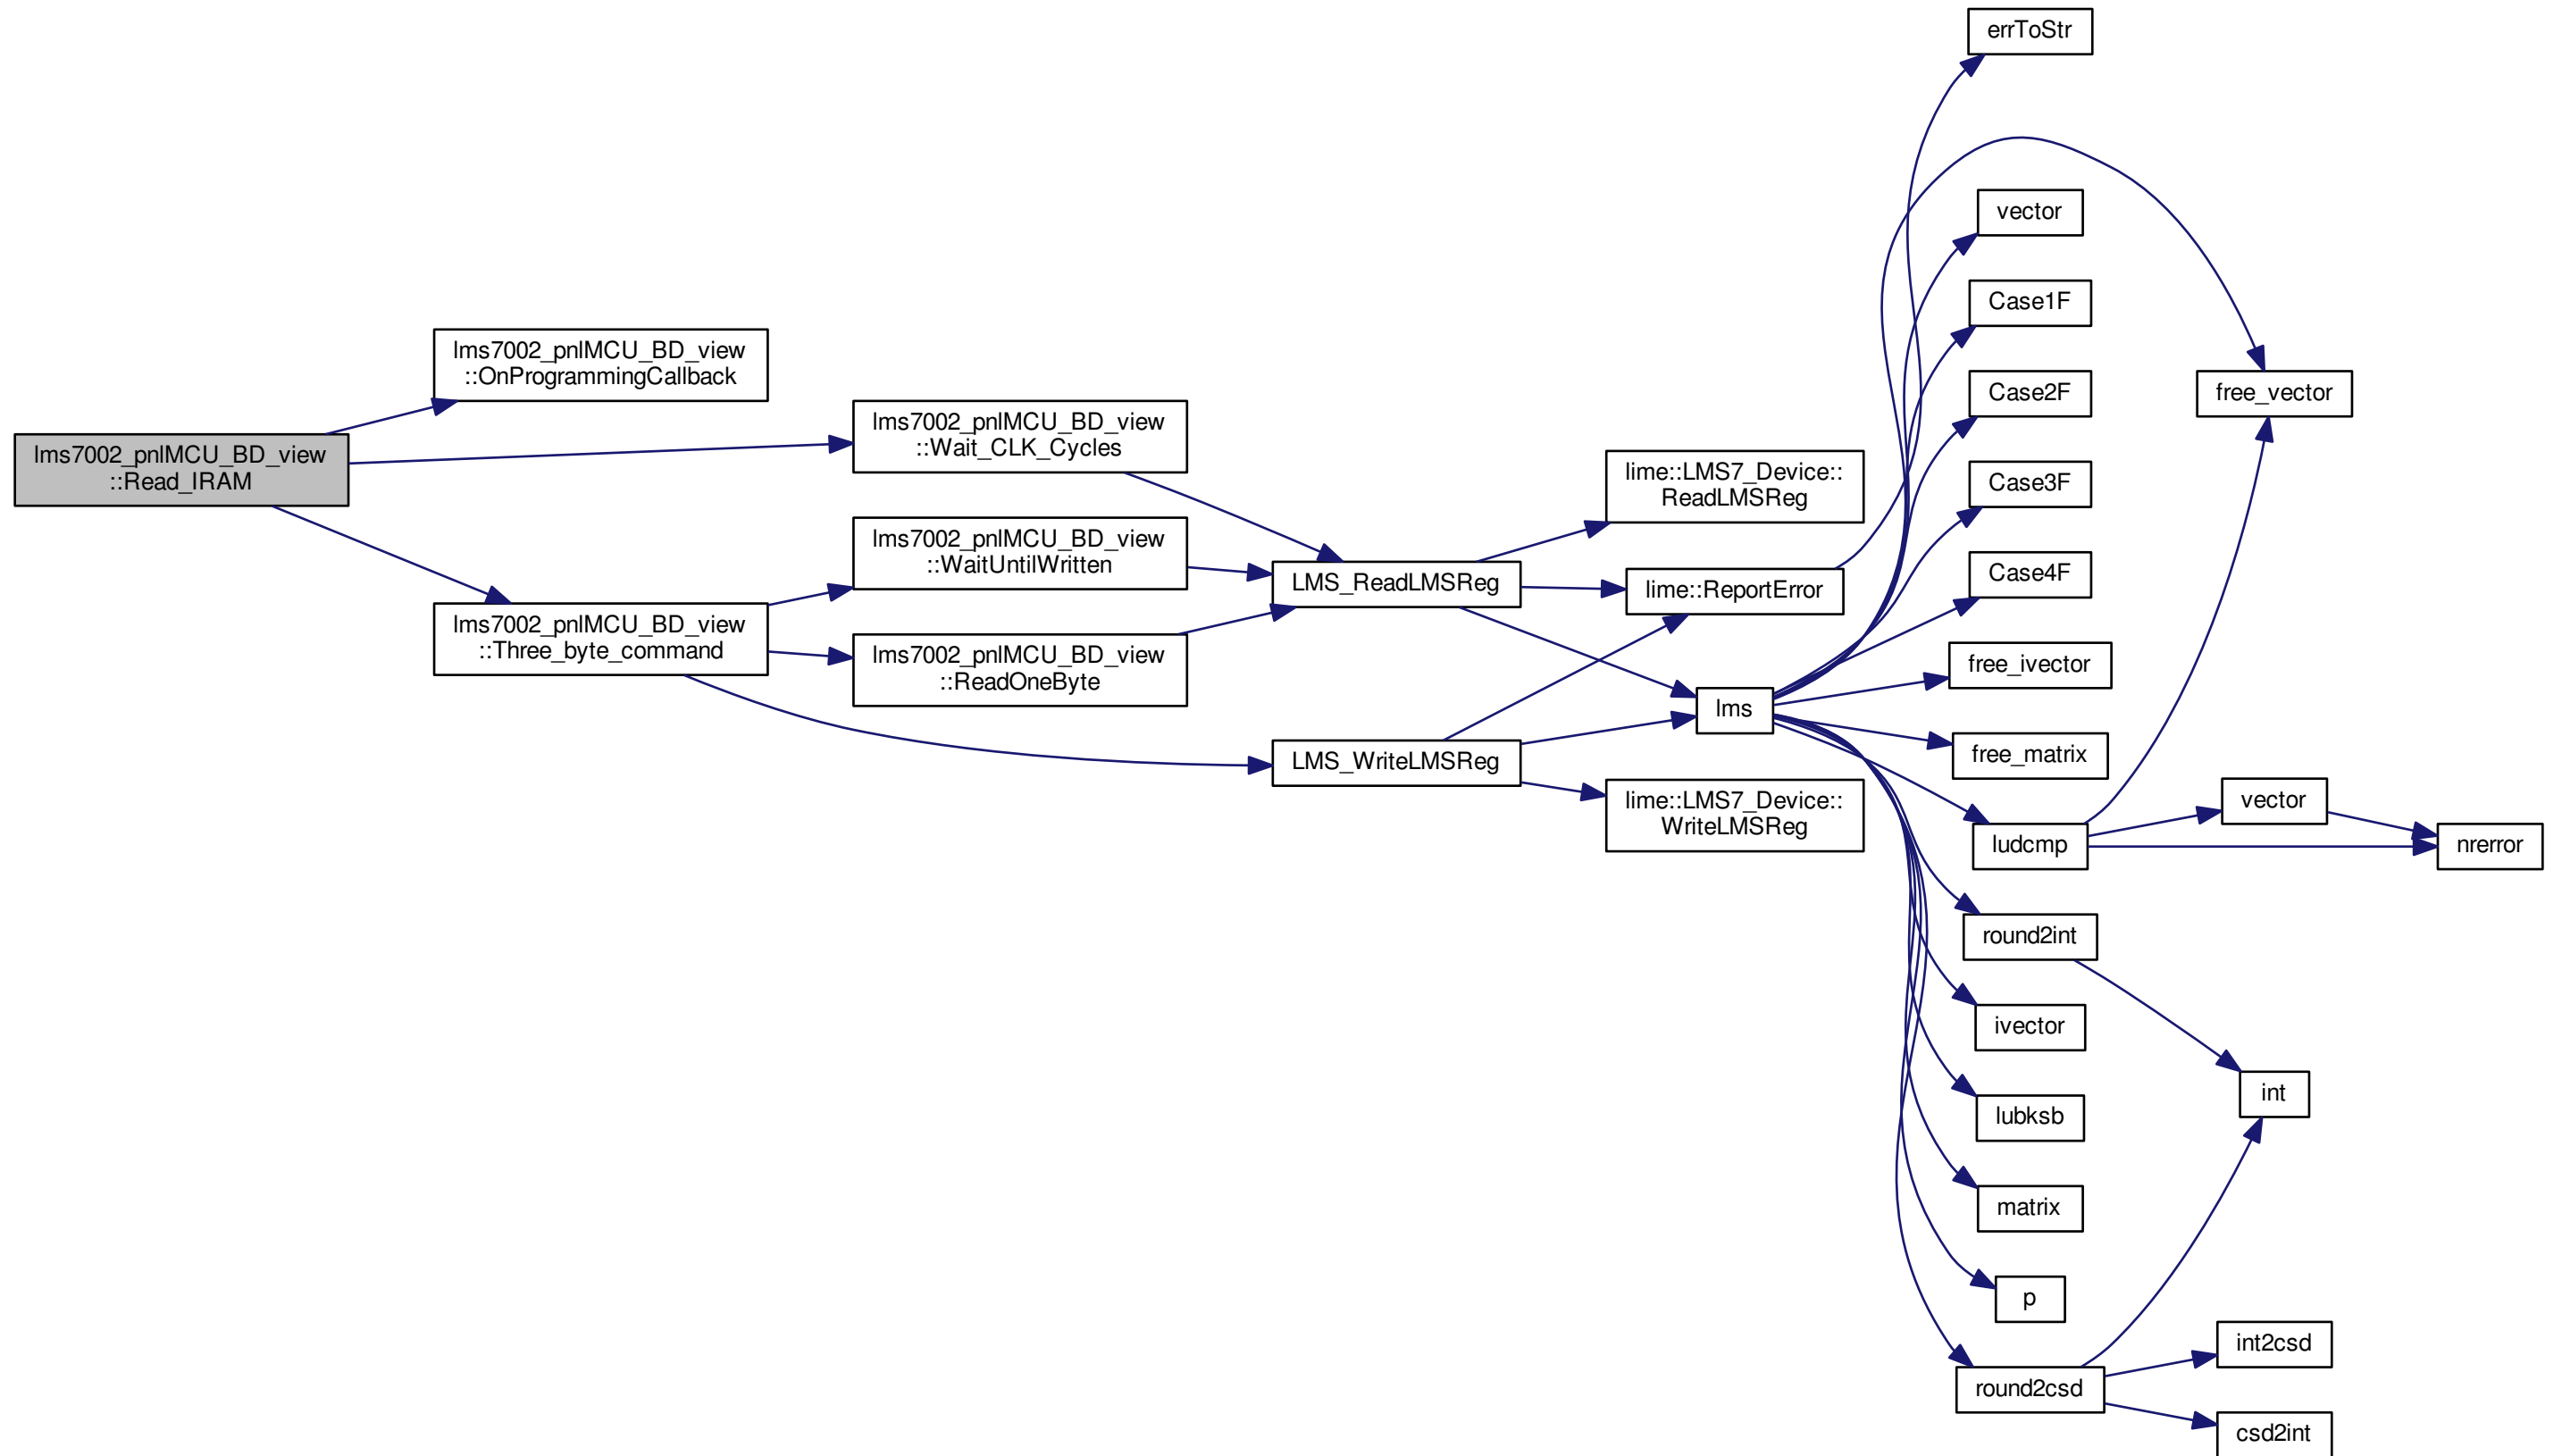 lms7002_pnlMCU_BD_view
::Read_IRAM
lms7002_pnlMCU_BD_view
::OnProgrammingCallback
lms7002_pnlMCU_BD_view
::Three_byte_command
lms7002_pnlMCU_BD_view
::Wait_CLK_Cycles
lms7002_pnlMCU_BD_view
::WaitUntilWritten
lms7002_pnlMCU_BD_view
::ReadOneByte
LMS_ReadLMSReg
LMS_WriteLMSReg
lime::LMS7_Device::
ReadLMSReg
lime::ReportError
lms
lime::LMS7_Device::
WriteLMSReg
errToStr
vector
Case1F
Case2F
Case3F
Case4F
free_ivector
free_matrix
ludcmp
round2int
ivector
lubksb
matrix
p
round2csd
free_vector
vector
nrerror
int
int2csd
csd2int